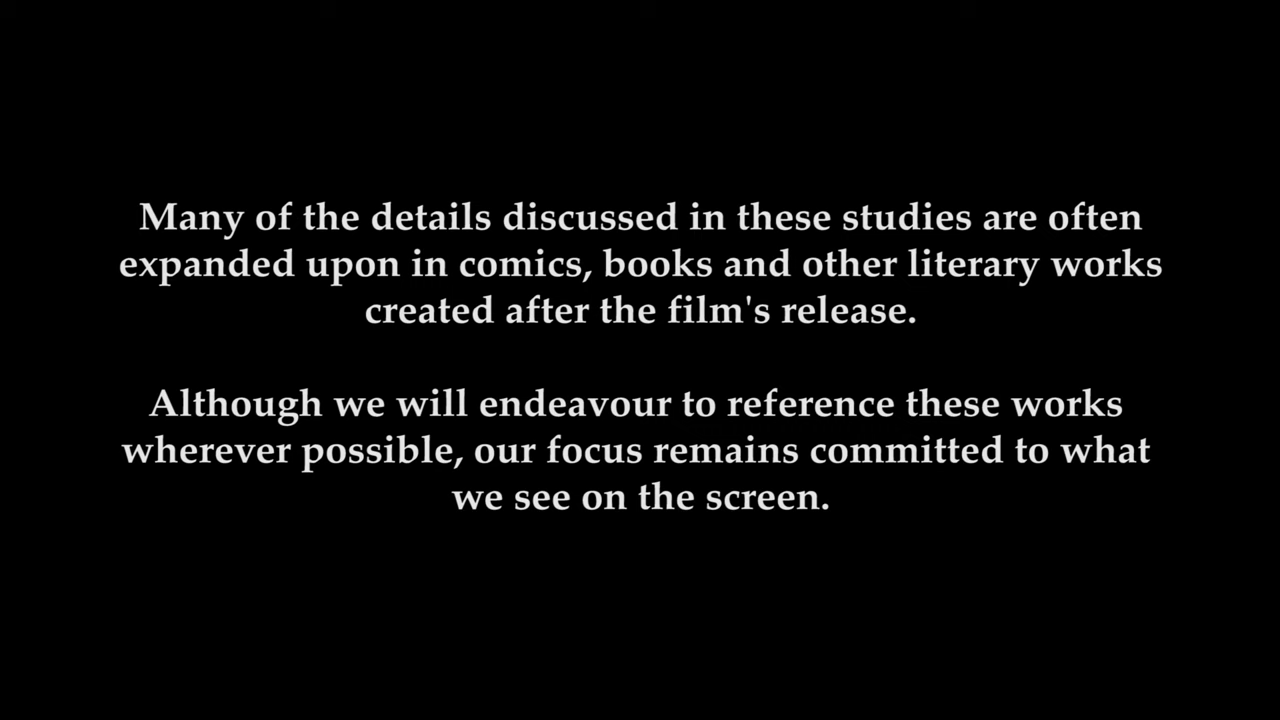 Many of the details discussed in these studies are often
expanded upon in comics, books and other literary works
created after the film's release.
Although we will endeavour to reference these works
wherever possible, our focus remains committed to what
we see on the screen.